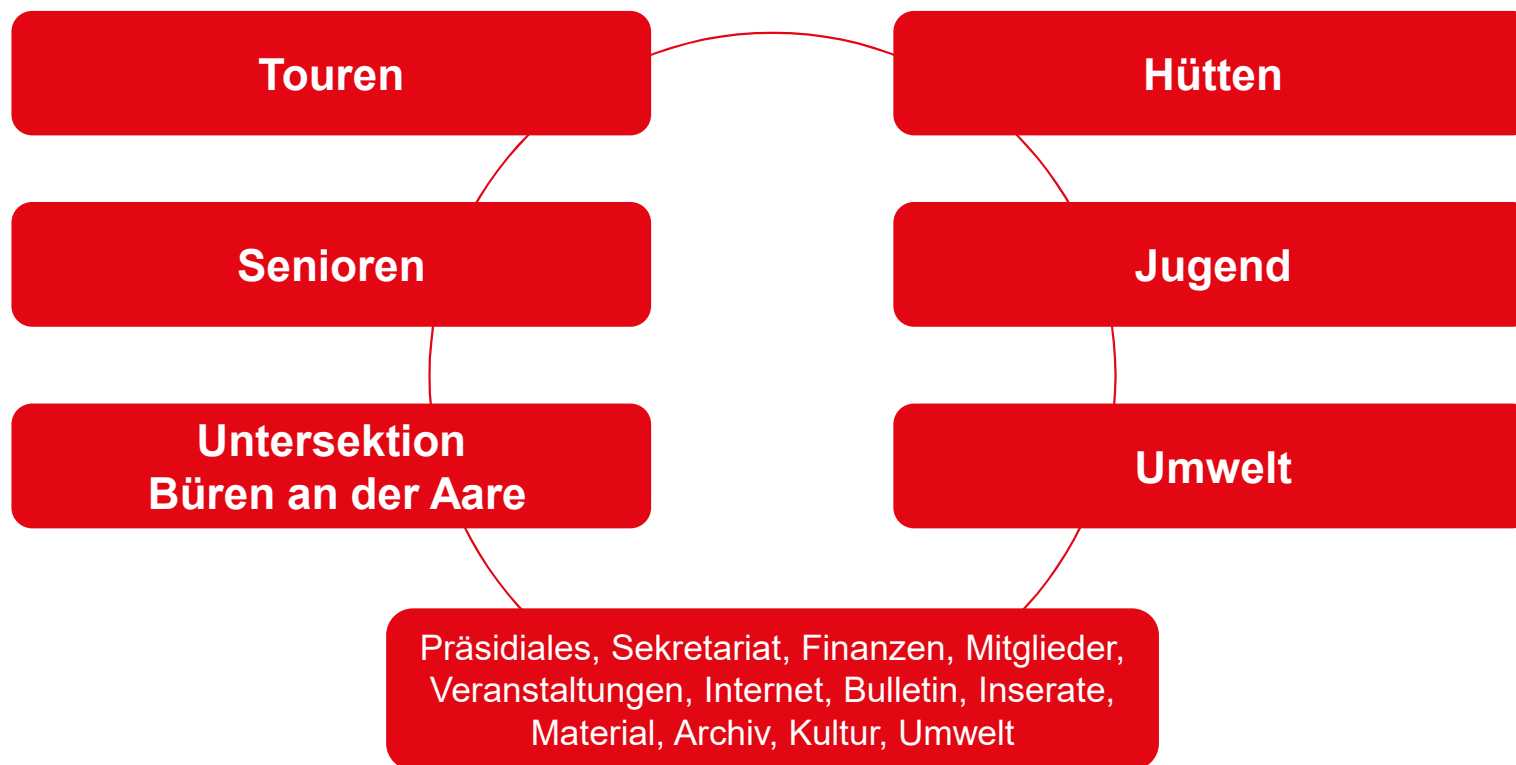 Touren
Hütten
Senioren
Jugend
Untersektion
Büren an der Aare
Umwelt
Präsidiales, Sekretariat, Finanzen, Mitglieder,
Veranstaltungen, Internet, Bulletin, Inserate,
Material, Archiv, Kultur, Umwelt